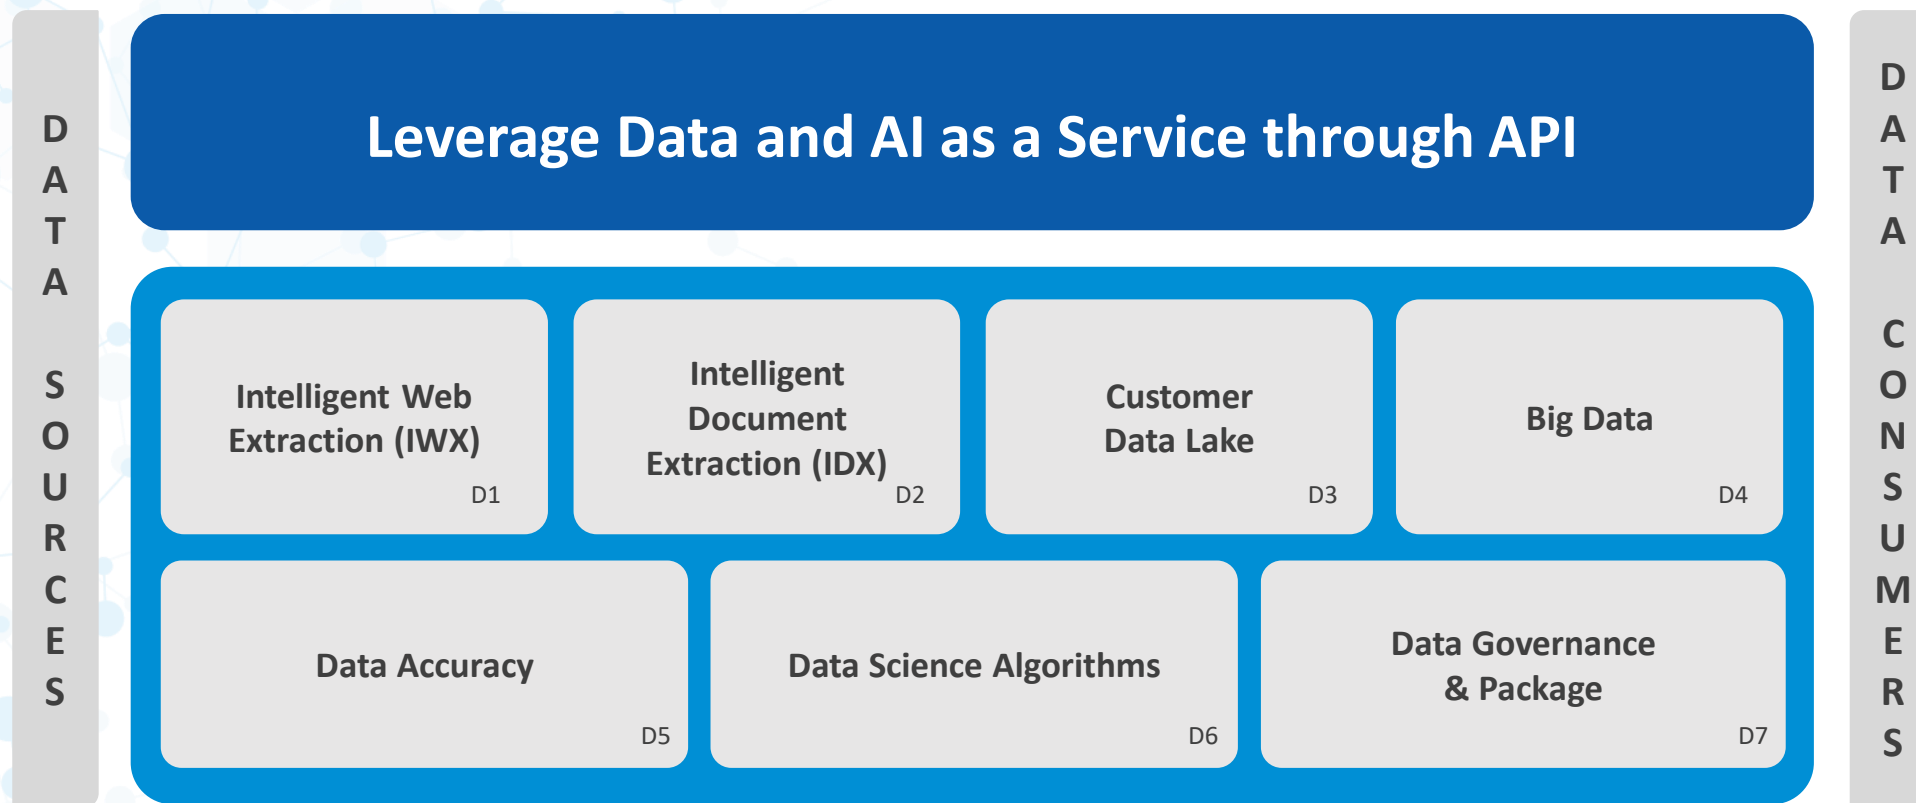 DATA SOURCES
Leverage Data and AI as a Service through API
Intelligent Web
Extraction (IWX)
D1
Intelligent
Document
Extraction (IDX)
D2
Customer
Data Lake
D3
Big Data
D4
Data Accuracy
D5
Data Science Algorithms
D6
Data Governance
& Package
D7
DATA CONSUMERS